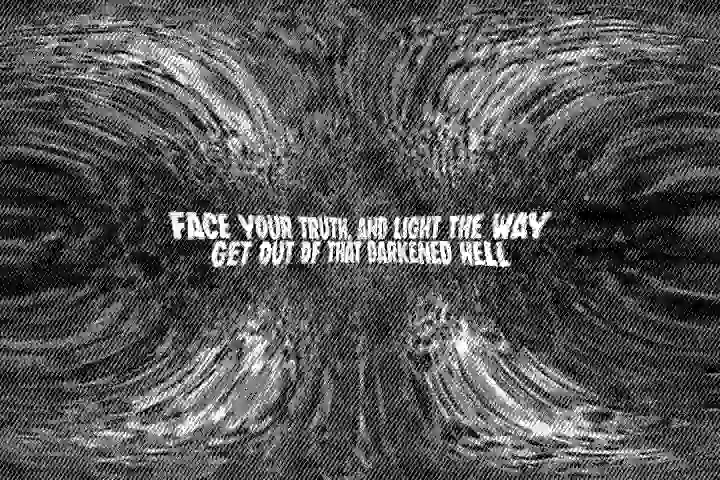 FACE YOUR TRUTH, AND LIGHT THE WAY
GET OUT OF THAT DARKENED HELL